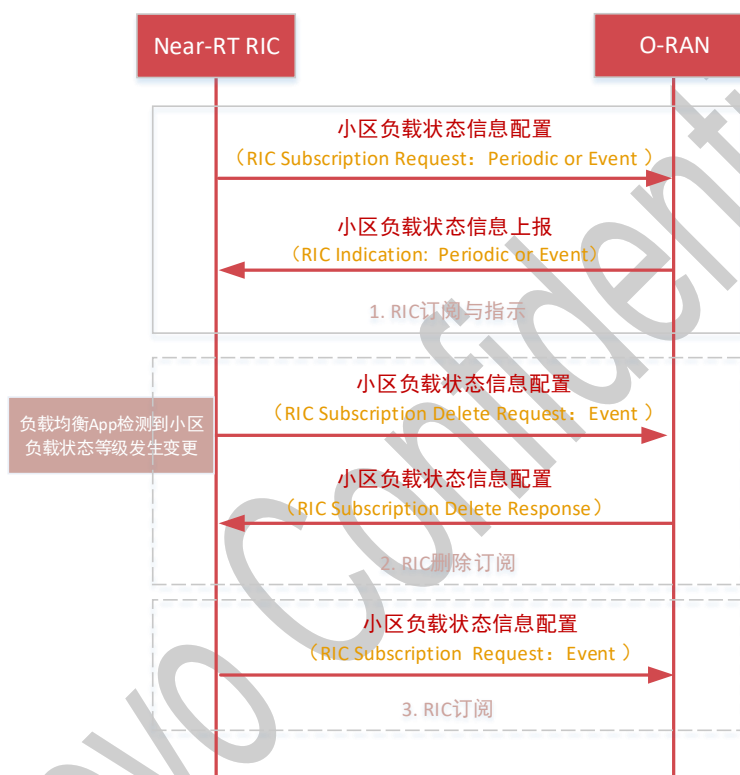 Near-RT RIC
O-RAN
小区负载状态信息配置
（RIC Subscription Request：Periodic or Event ）
小区负载状态信息上报
（RIC Indication: Periodic or Event）
1. RIC订阅与指示
小区负载状态信息配置
（RIC Subscription Delete Request：Event ）
负载均衡App检测到小区
负载状态等级发生变更
小区负载状态信息配置
（RIC Subscription Delete Response）
2. RIC删除订阅
小区负载状态信息配置
（RIC Subscription Request：Event ）
3. RIC订阅